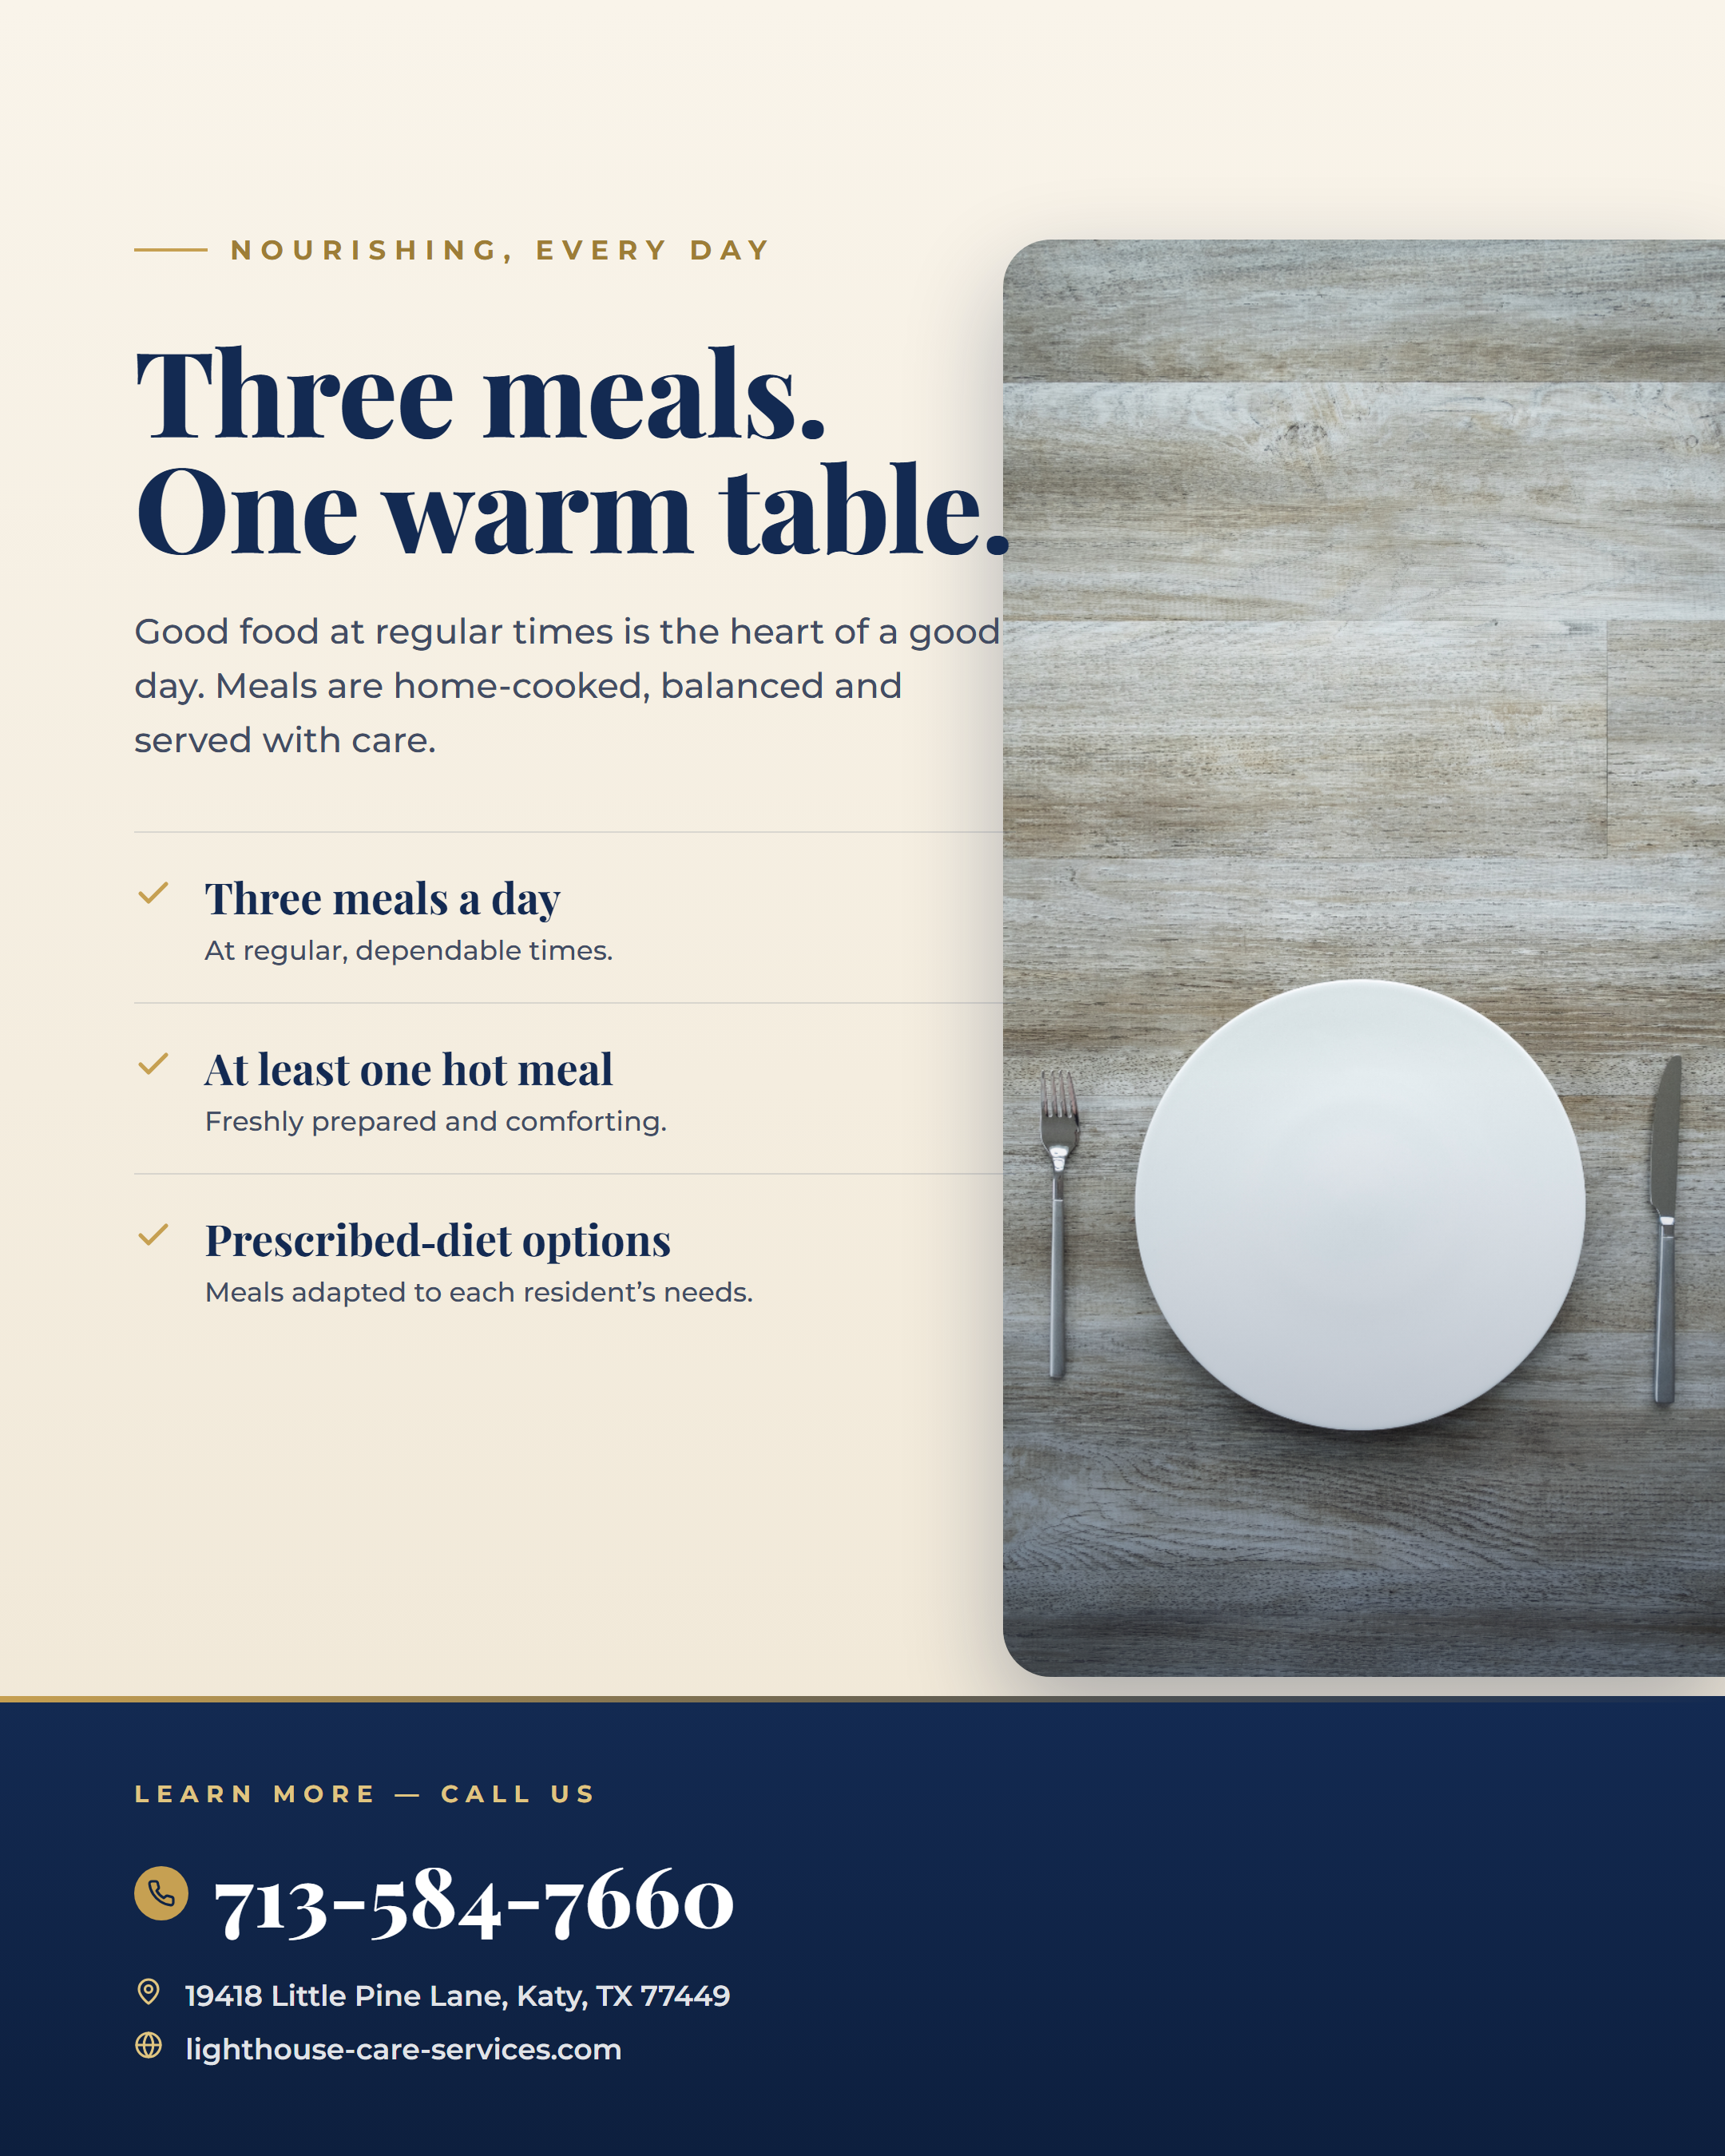 NOURISHING, EVERY DAY
Three meals.
One warm table.
Good food at regular times is the heart of a good
day. Meals are home-cooked, balanced and
served with care.
Three meals a day
At regular, dependable times.
At least one hot meal
Freshly prepared and comforting.
Prescribed-diet options
Meals adapted to each resident’s needs.
LEARN MORE — CALL US
713-584-7660
19418 Little Pine Lane, Katy, TX 77449
lighthouse-care-services.com